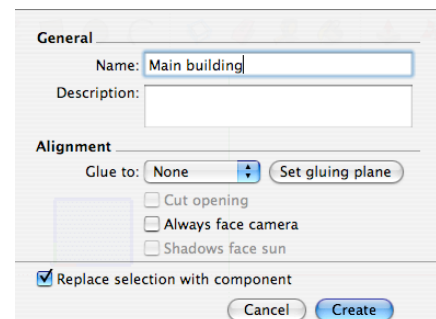 General
Name: Main building
Description:
Alignment
Glue to: None Set gluing plane
Cut opening
Always face camera
Shadows face sun
Replace selection with component
Cancel Create